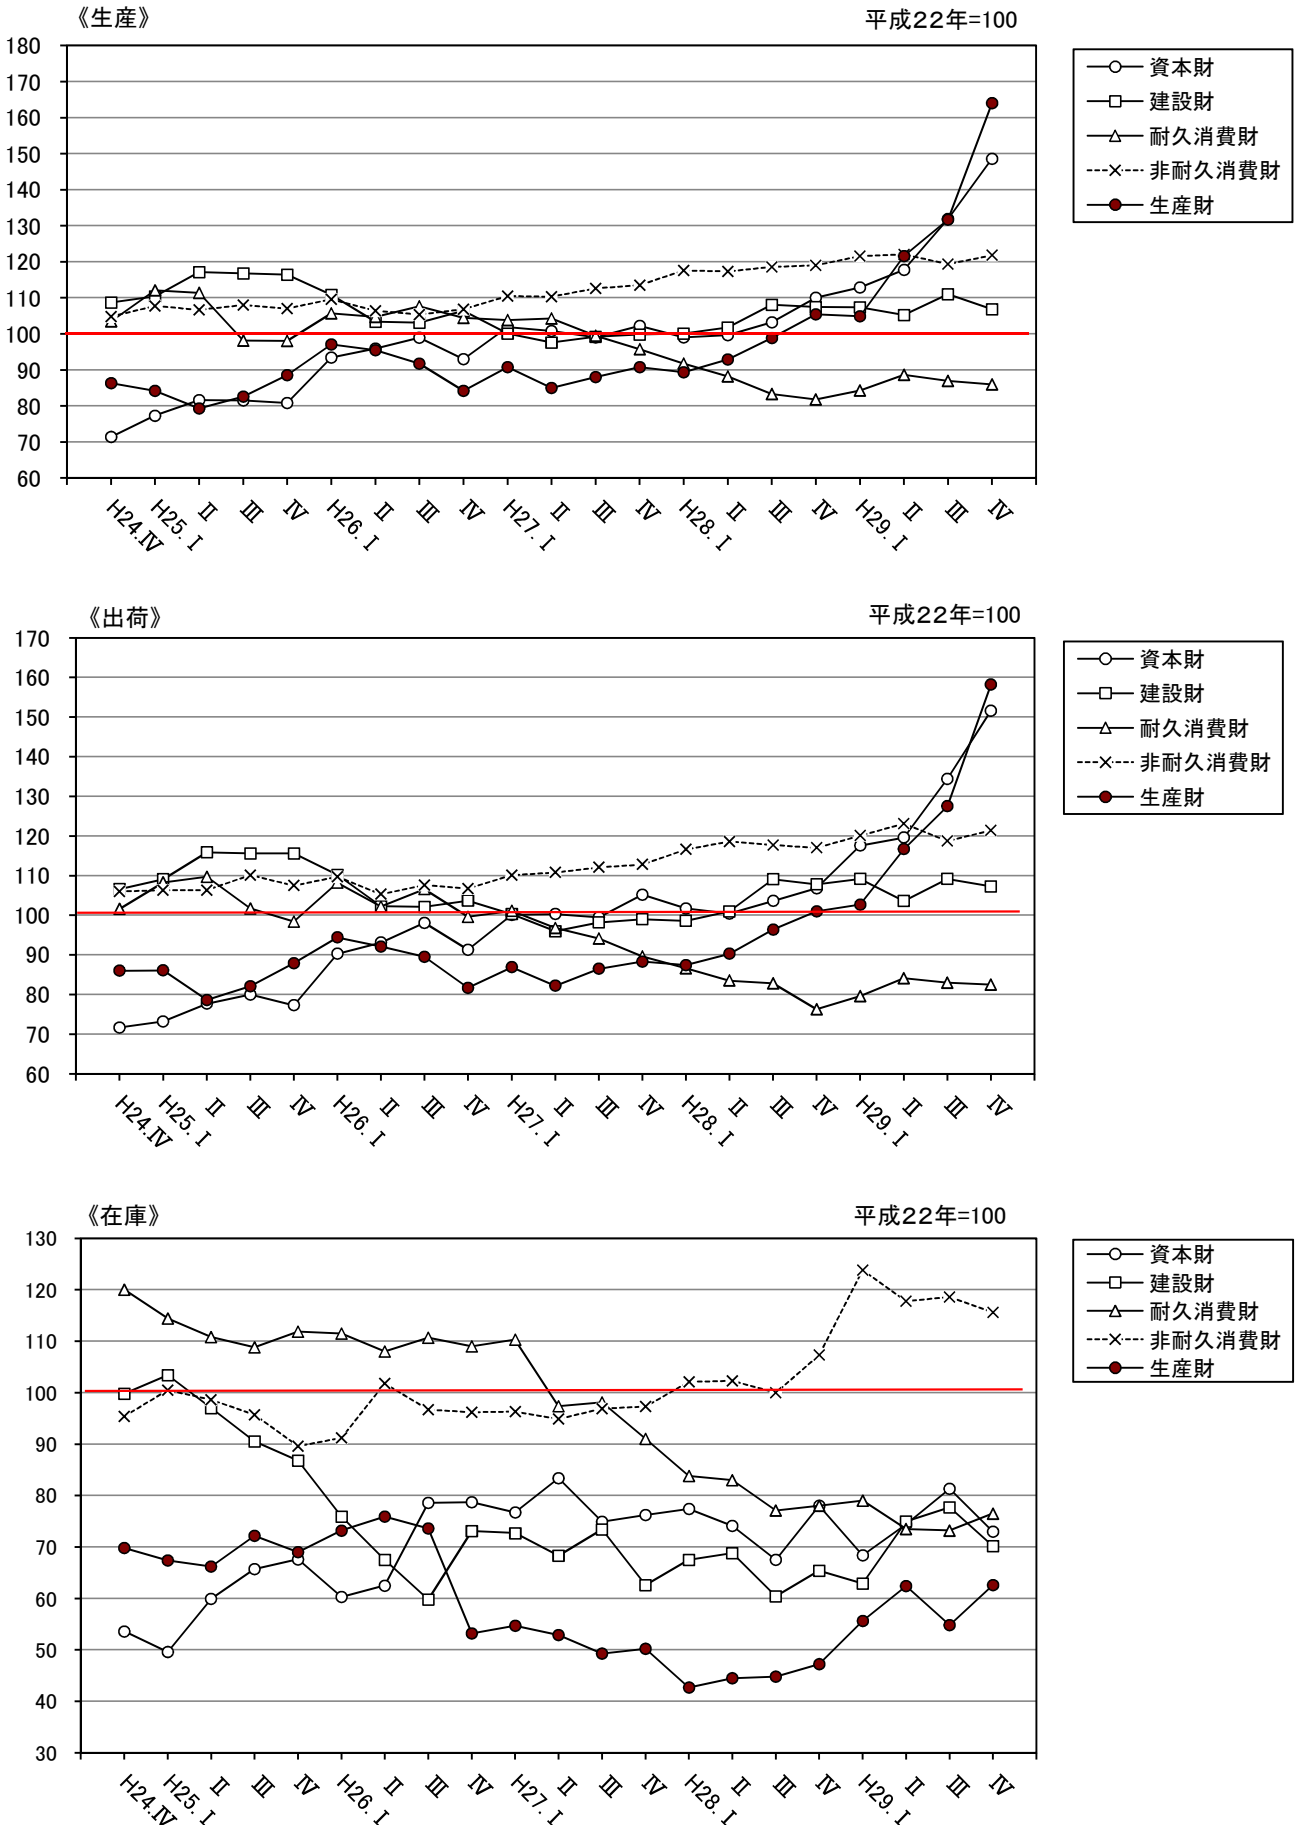 《生産》
平成２２年=100
180
170
160
150
140
130
120
110
100
90
80
70
60
H24.Ⅳ
H25.Ⅰ
Ⅱ
Ⅲ
Ⅳ
H26.Ⅰ
Ⅱ
Ⅲ
Ⅳ
H27.Ⅰ
Ⅱ
Ⅲ
Ⅳ
H28.Ⅰ
Ⅱ
Ⅲ
Ⅳ
H29.Ⅰ
Ⅱ
Ⅲ
Ⅳ
資本財
建設財
耐久消費財
非耐久消費財
生産財
《出荷》
平成２２年=100
170
160
150
140
130
120
110
100
90
80
70
60
H24.Ⅳ
H25.Ⅰ
Ⅱ
Ⅲ
Ⅳ
H26.Ⅰ
Ⅱ
Ⅲ
Ⅳ
H27.Ⅰ
Ⅱ
Ⅲ
Ⅳ
H28.Ⅰ
Ⅱ
Ⅲ
Ⅳ
H29.Ⅰ
Ⅱ
Ⅲ
Ⅳ
資本財
建設財
耐久消費財
非耐久消費財
生産財
《在庫》
平成２２年=100
130
120
110
100
90
80
70
60
50
40
30
H24.Ⅳ
H25.Ⅰ
Ⅱ
Ⅲ
Ⅳ
H26.Ⅰ
Ⅱ
Ⅲ
Ⅳ
H27.Ⅰ
Ⅱ
Ⅲ
Ⅳ
H28.Ⅰ
Ⅱ
Ⅲ
Ⅳ
H29.Ⅰ
Ⅱ
Ⅲ
Ⅳ
資本財
建設財
耐久消費財
非耐久消費財
生産財